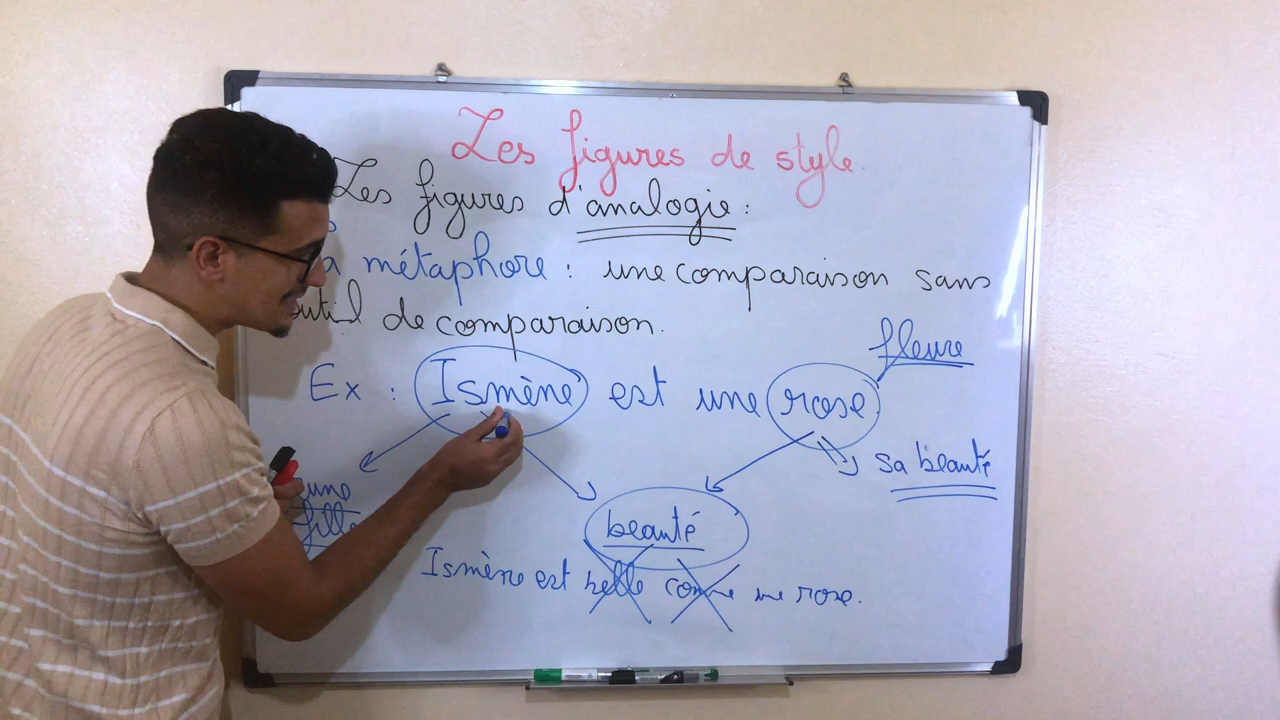 Les figures de style.
Les figures d'analogie :
a métaphore : une comparaison sans
outil de comparaison.
fleure
Ex : Ismène est une rose.
sa beauté
une
fille
beauté
Ismène est belle comme une rose.